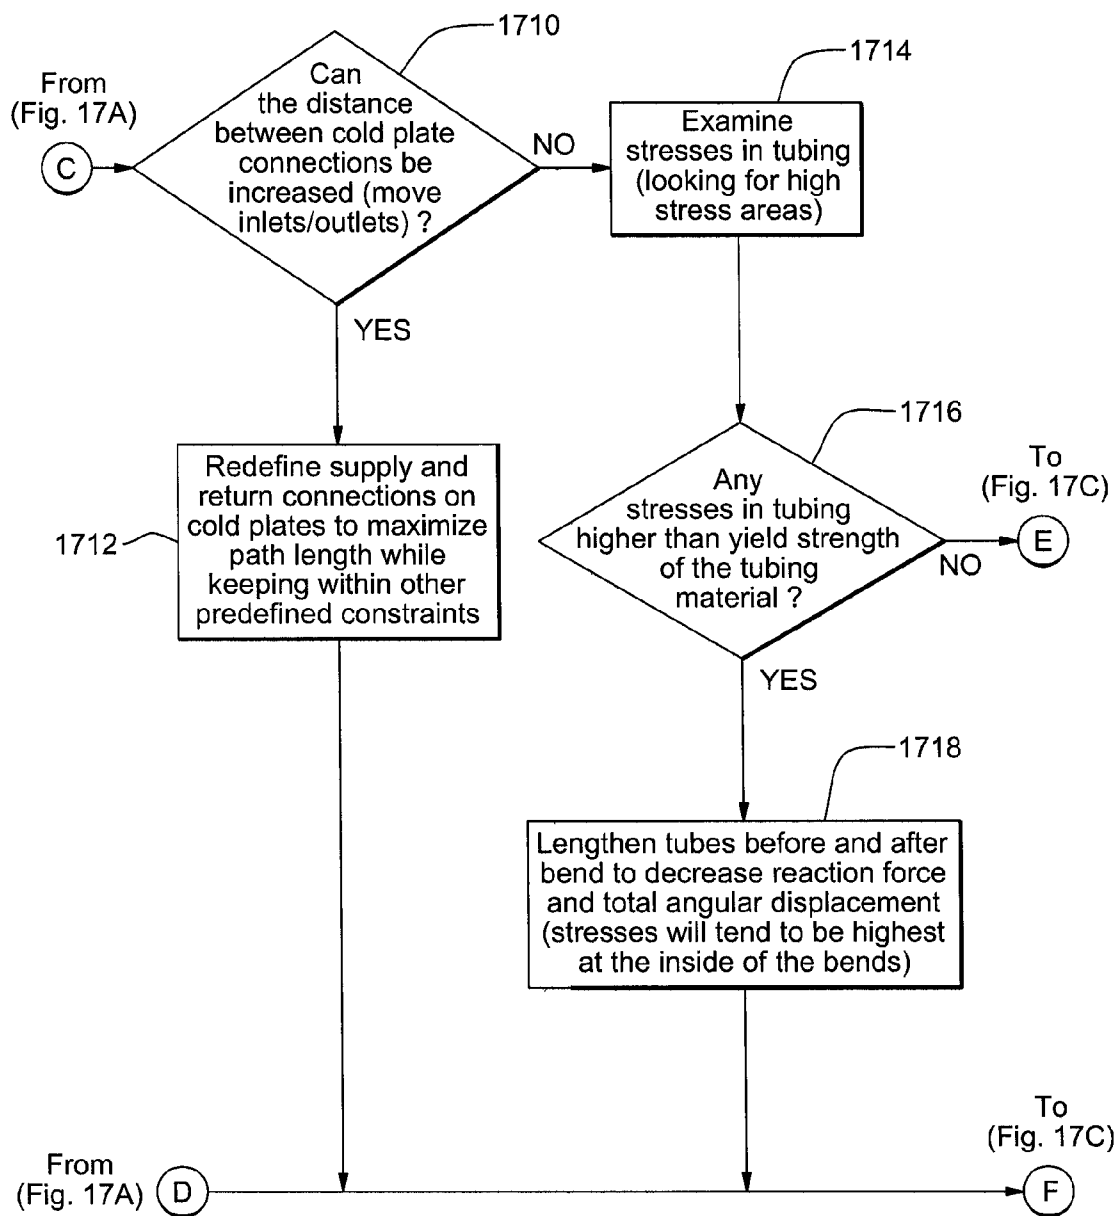 1710
From
(Fig. 17A)
C
Can
the distance
between cold plate
connections be
increased (move
inlets/outlets) ?
NO
YES
1714
Examine
stresses in tubing
(looking for high
stress areas)
1712
Redefine supply and
return connections on
cold plates to maximize
path length while
keeping within other
predefined constraints
1716
Any
stresses in tubing
higher than yield strength
of the tubing
material ?
NO
YES
To
(Fig. 17C)
E
1718
Lengthen tubes before and after
bend to decrease reaction force
and total angular displacement
(stresses will tend to be highest
at the inside of the bends)
From
(Fig. 17A)
D
To
(Fig. 17C)
F